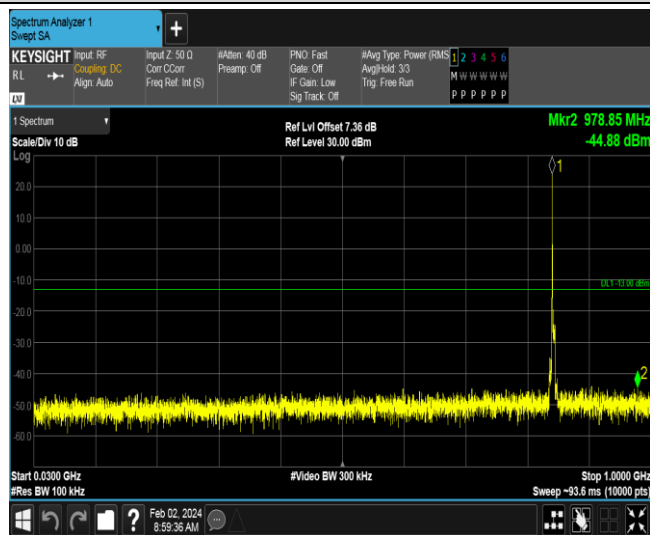 Spectrum Analyzer 1
Swept SA
+
KEYSIGHT Input: RF Input Z: 50 Ω #Atten: 40 dB PNO: Fast #Avg Type: Power (RMS 1 2 3 4 5 6
RL Coupling: DC Corr CCorr Preamp: Off Gate: Off Avg|Hold: 3/3 M W W W W W
Align: Auto Freq Ref: Int (S) IF Gain: Low Trig: Free Run
LXI Sig Track: Off P P P P P P
1 Spectrum Ref Lvl Offset 7.36 dB Mkr2 978.85 MHz
Scale/Div 10 dB Ref Level 30.00 dBm -44.88 dBm
Log
1
20.0
10.0
0.00
-10.0
DL1 -13.00 dBm
-20.0
-30.0
-40.0
2
-50.0
-60.0
Start 0.0300 GHz #Video BW 300 kHz Stop 1.0000 GHz
#Res BW 100 kHz Sweep ~93.6 ms (10000 pts)
? Feb 02, 2024
8:59:36 AM